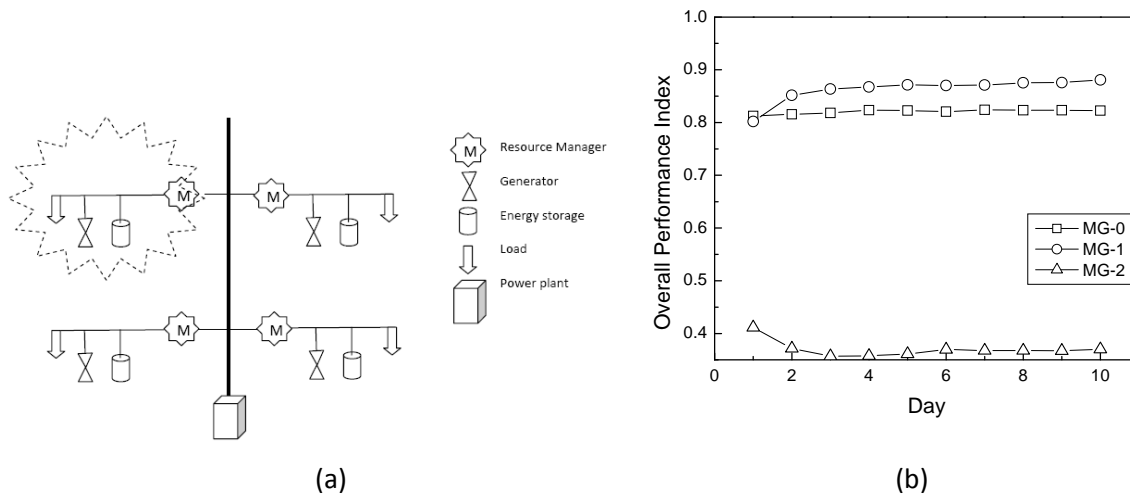 M
M
M
M
M
Resource Manager
Generator
Energy storage
Load
Power plant
(a)
1.0
0.9
0.8
0.7
0.6
0.5
0.4
Overall Performance Index
MG-0
MG-1
MG-2
0
2
4
6
8
10
Day
(b)